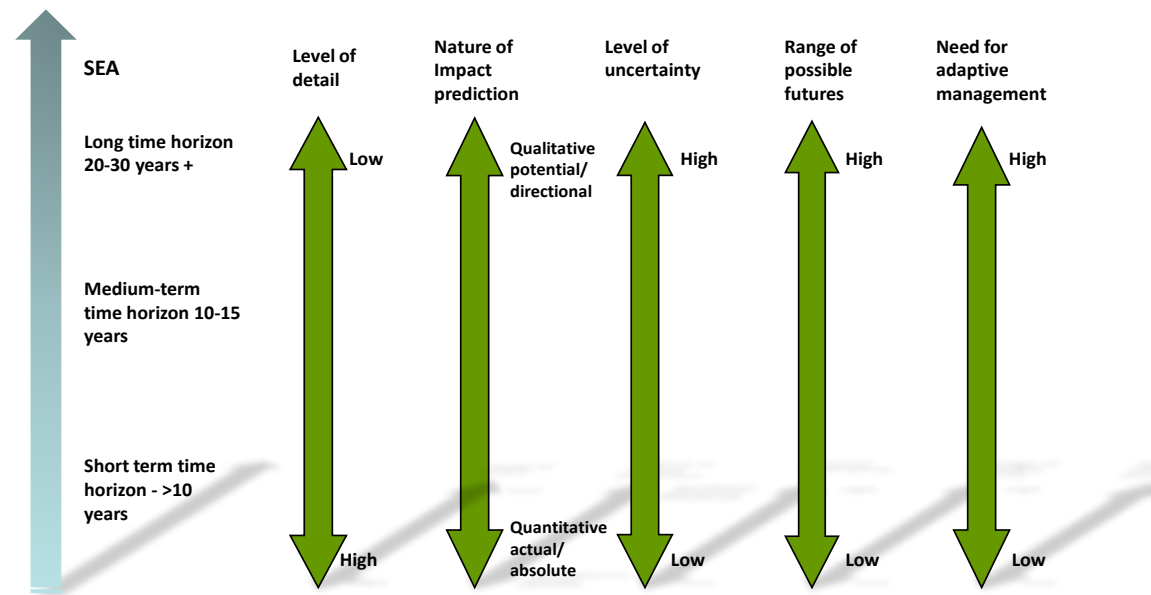 SEA
Long time horizon
20-30 years +
Medium-term
time horizon 10-15
years
Short term time
horizon - >10
years
Level of
detail
Low
High
Nature of
Impact
prediction
Qualitative
potential/
directional
Quantitative
actual/
absolute
Level of
uncertainty
High
Low
Range of
possible
futures
High
Low
Need for
adaptive
management
High
Low